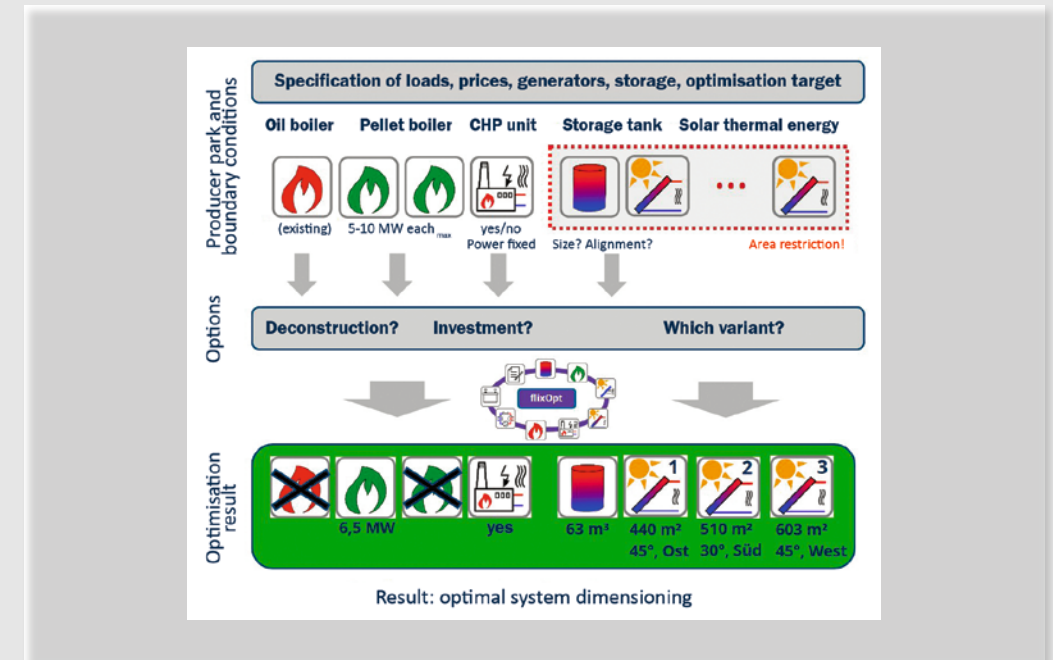 Specification of loads, prices, generators, storage, optimisation target
Producer park and
boundary conditions
Oil boiler
Pellet boiler
CHP unit
Storage tank
Solar thermal energy
(existing)
5-10 MW each max
yes/no
Power fixed
Size? Alignment?
Area restriction!
Options
Deconstruction?
Investment?
Which variant?
flixOpt
Optimisation
result
1
2
3
6,5 MW
yes
63 m³
440 m²
45°, Ost
510 m²
30°, Süd
603 m²
45°, West
Result: optimal system dimensioning